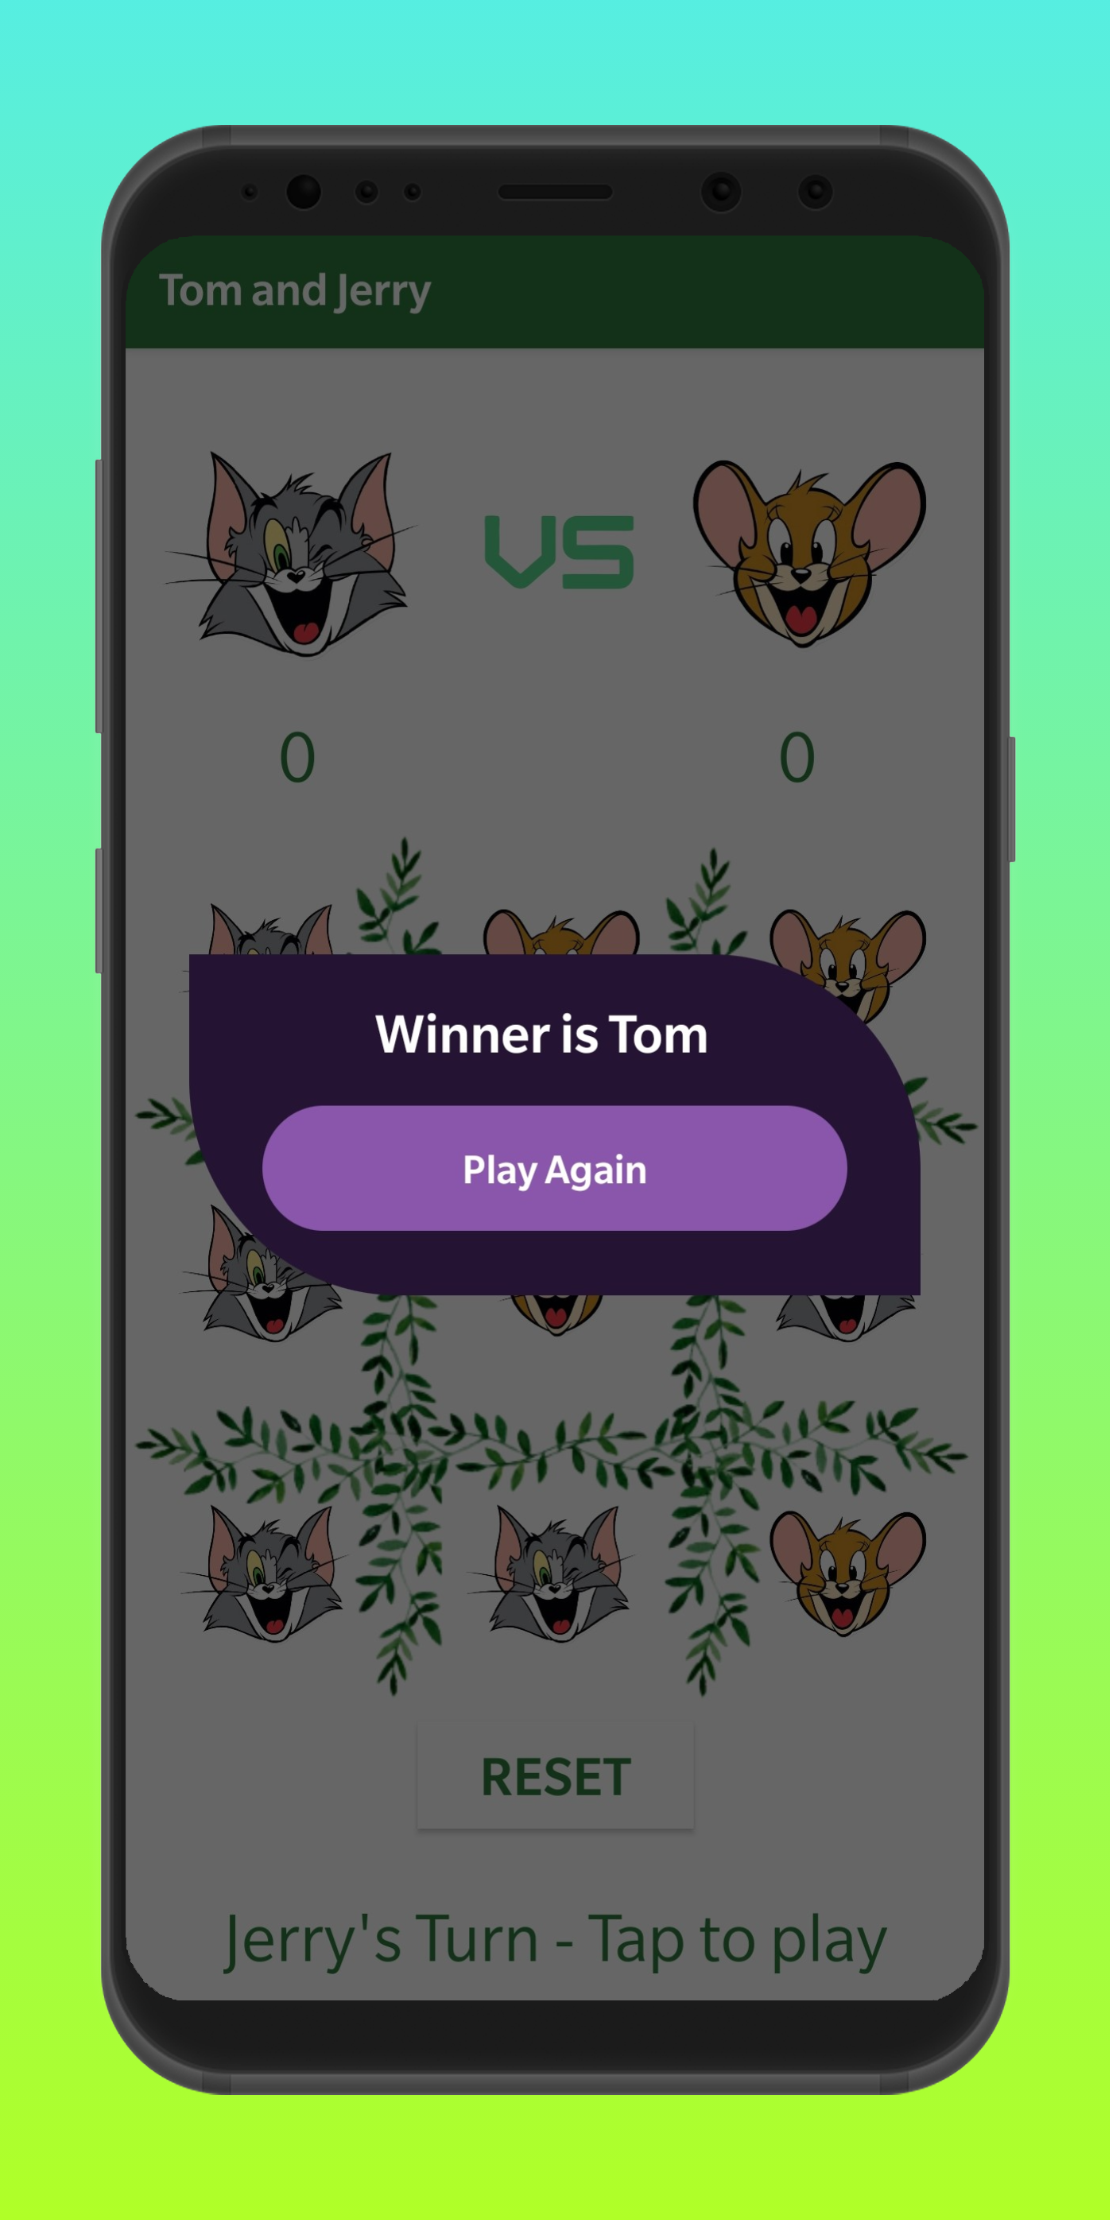 Tom and Jerry
VS
0 0
Winner is Tom
Play Again
RESET
Jerry's Turn - Tap to play